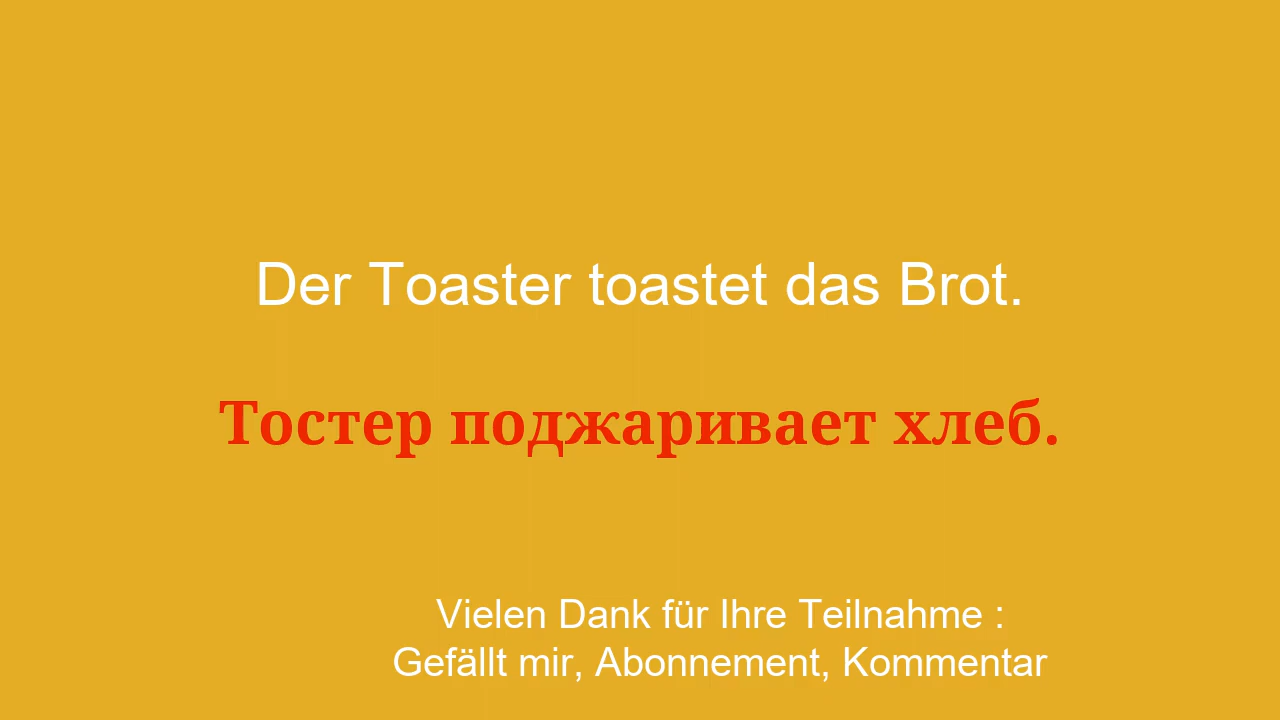 Der Toaster toastet das Brot.
Тостер поджаривает хлеб.
Vielen Dank für Ihre Teilnahme :
Gefällt mir, Abonnement, Kommentar